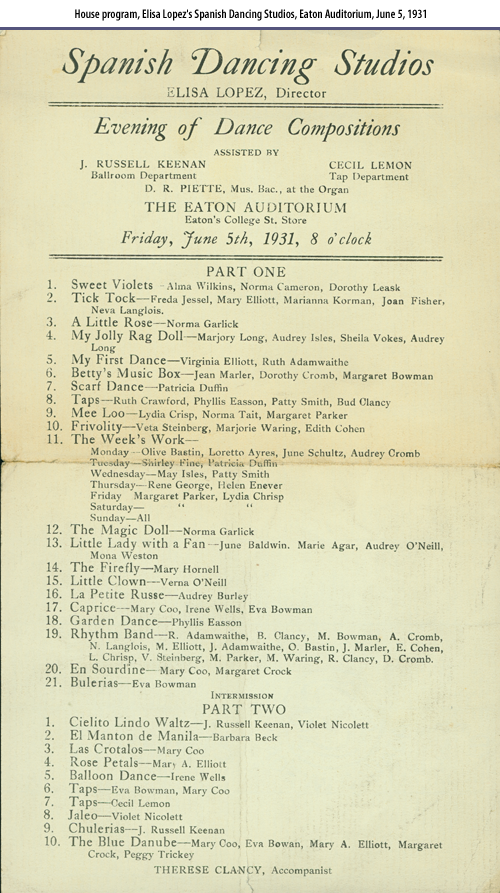 House program, Elisa Lopez's Spanish Dancing Studios, Eaton Auditorium, June 5, 1931
Spanish Dancing Studios
ELISA LOPEZ, Director
Evening of Dance Compositions
ASSISTED BY
J. RUSSELL KEENAN CECIL LEMON
Ballroom Department Tap Department
D. R. PIETTE, Mus. Bac., at the Organ
THE EATON AUDITORIUM
Eaton's College St. Store
Friday, June 5th, 1931, 8 o'clock
PART ONE
1. Sweet Violets—Alma Wilkins, Norma Cameron, Dorothy Leask
2. Tick Tock—Freda Jessel, Mary Elliott, Marianna Korman, Joan Fisher,
Neva Langlois.
3. A Little Rose—Norma Garlick
4. My Jolly Rag Doll—Marjory Long, Audrey Isles, Sheila Vokes, Audrey
Long
5. My First Dance—Virginia Elliott, Ruth Adamwaithe
6. Betty's Music Box—Jean Marler, Dorothy Cromb, Margaret Bowman
7. Scarf Dance—Patricia Duffin
8. Taps—Ruth Crawford, Phyllis Easson, Patty Smith, Bud Clancy
9. Mee Loo—Lydia Crisp, Norma Tait, Margaret Parker
10. Frivolity—Veta Steinberg, Marjorie Waring, Edith Cohen
11. The Week's Work—
Monday—Olive Bastin, Loretto Ayres, June Schultz, Audrey Cromb
Tuesday—Shirley Fine, Patricia Duffin
Wednesday—May Isles, Patty Smith
Thursday—Rene George, Helen Enever
Friday Margaret Parker, Lydia Chrisp
Saturday— " "
Sunday—All
12. The Magic Doll—Norma Garlick
13. Little Lady with a Fan—June Baldwin. Marie Agar, Audrey O'Neill,
Mona Weston
14. The Firefly—Mary Hornell
15. Little Clown—Verna O'Neill
16. La Petite Russe—Audrey Burley
17. Caprice—Mary Coo, Irene Wells, Eva Bowman
18. Garden Dance—Phyllis Easson
19. Rhythm Band—R. Adamwaithe, B. Clancy, M. Bowman, A. Cromb,
N. Langlois, M. Elliott, J. Adamwaithe, O. Bastin, J. Marler, E. Cohen,
L. Chrisp, V. Steinberg, M. Parker, M. Waring, R. Clancy, D. Cromb.
20. En Sourdine—Mary Coo, Margaret Crock
21. Bulerias—Eva Bowman
INTERMISSION
PART TWO
1. Cielito Lindo Waltz—J. Russell Keenan, Violet Nicolett
2. El Manton de Manila—Barbara Beck
3. Las Crotalos—Mary Coo
4. Rose Petals—Mary A. Elliott
5. Balloon Dance—Irene Wells
6. Taps—Eva Bowman, Mary Coo
7. Taps—Cecil Lemon
8. Jaleo—Violet Nicolett
9. Chulerias—J. Russell Keenan
10. The Blue Danube—Mary Coo, Eva Bowan, Mary A. Elliott, Margaret
Crock, Peggy Trickey
THERESE CLANCY, Accompanist